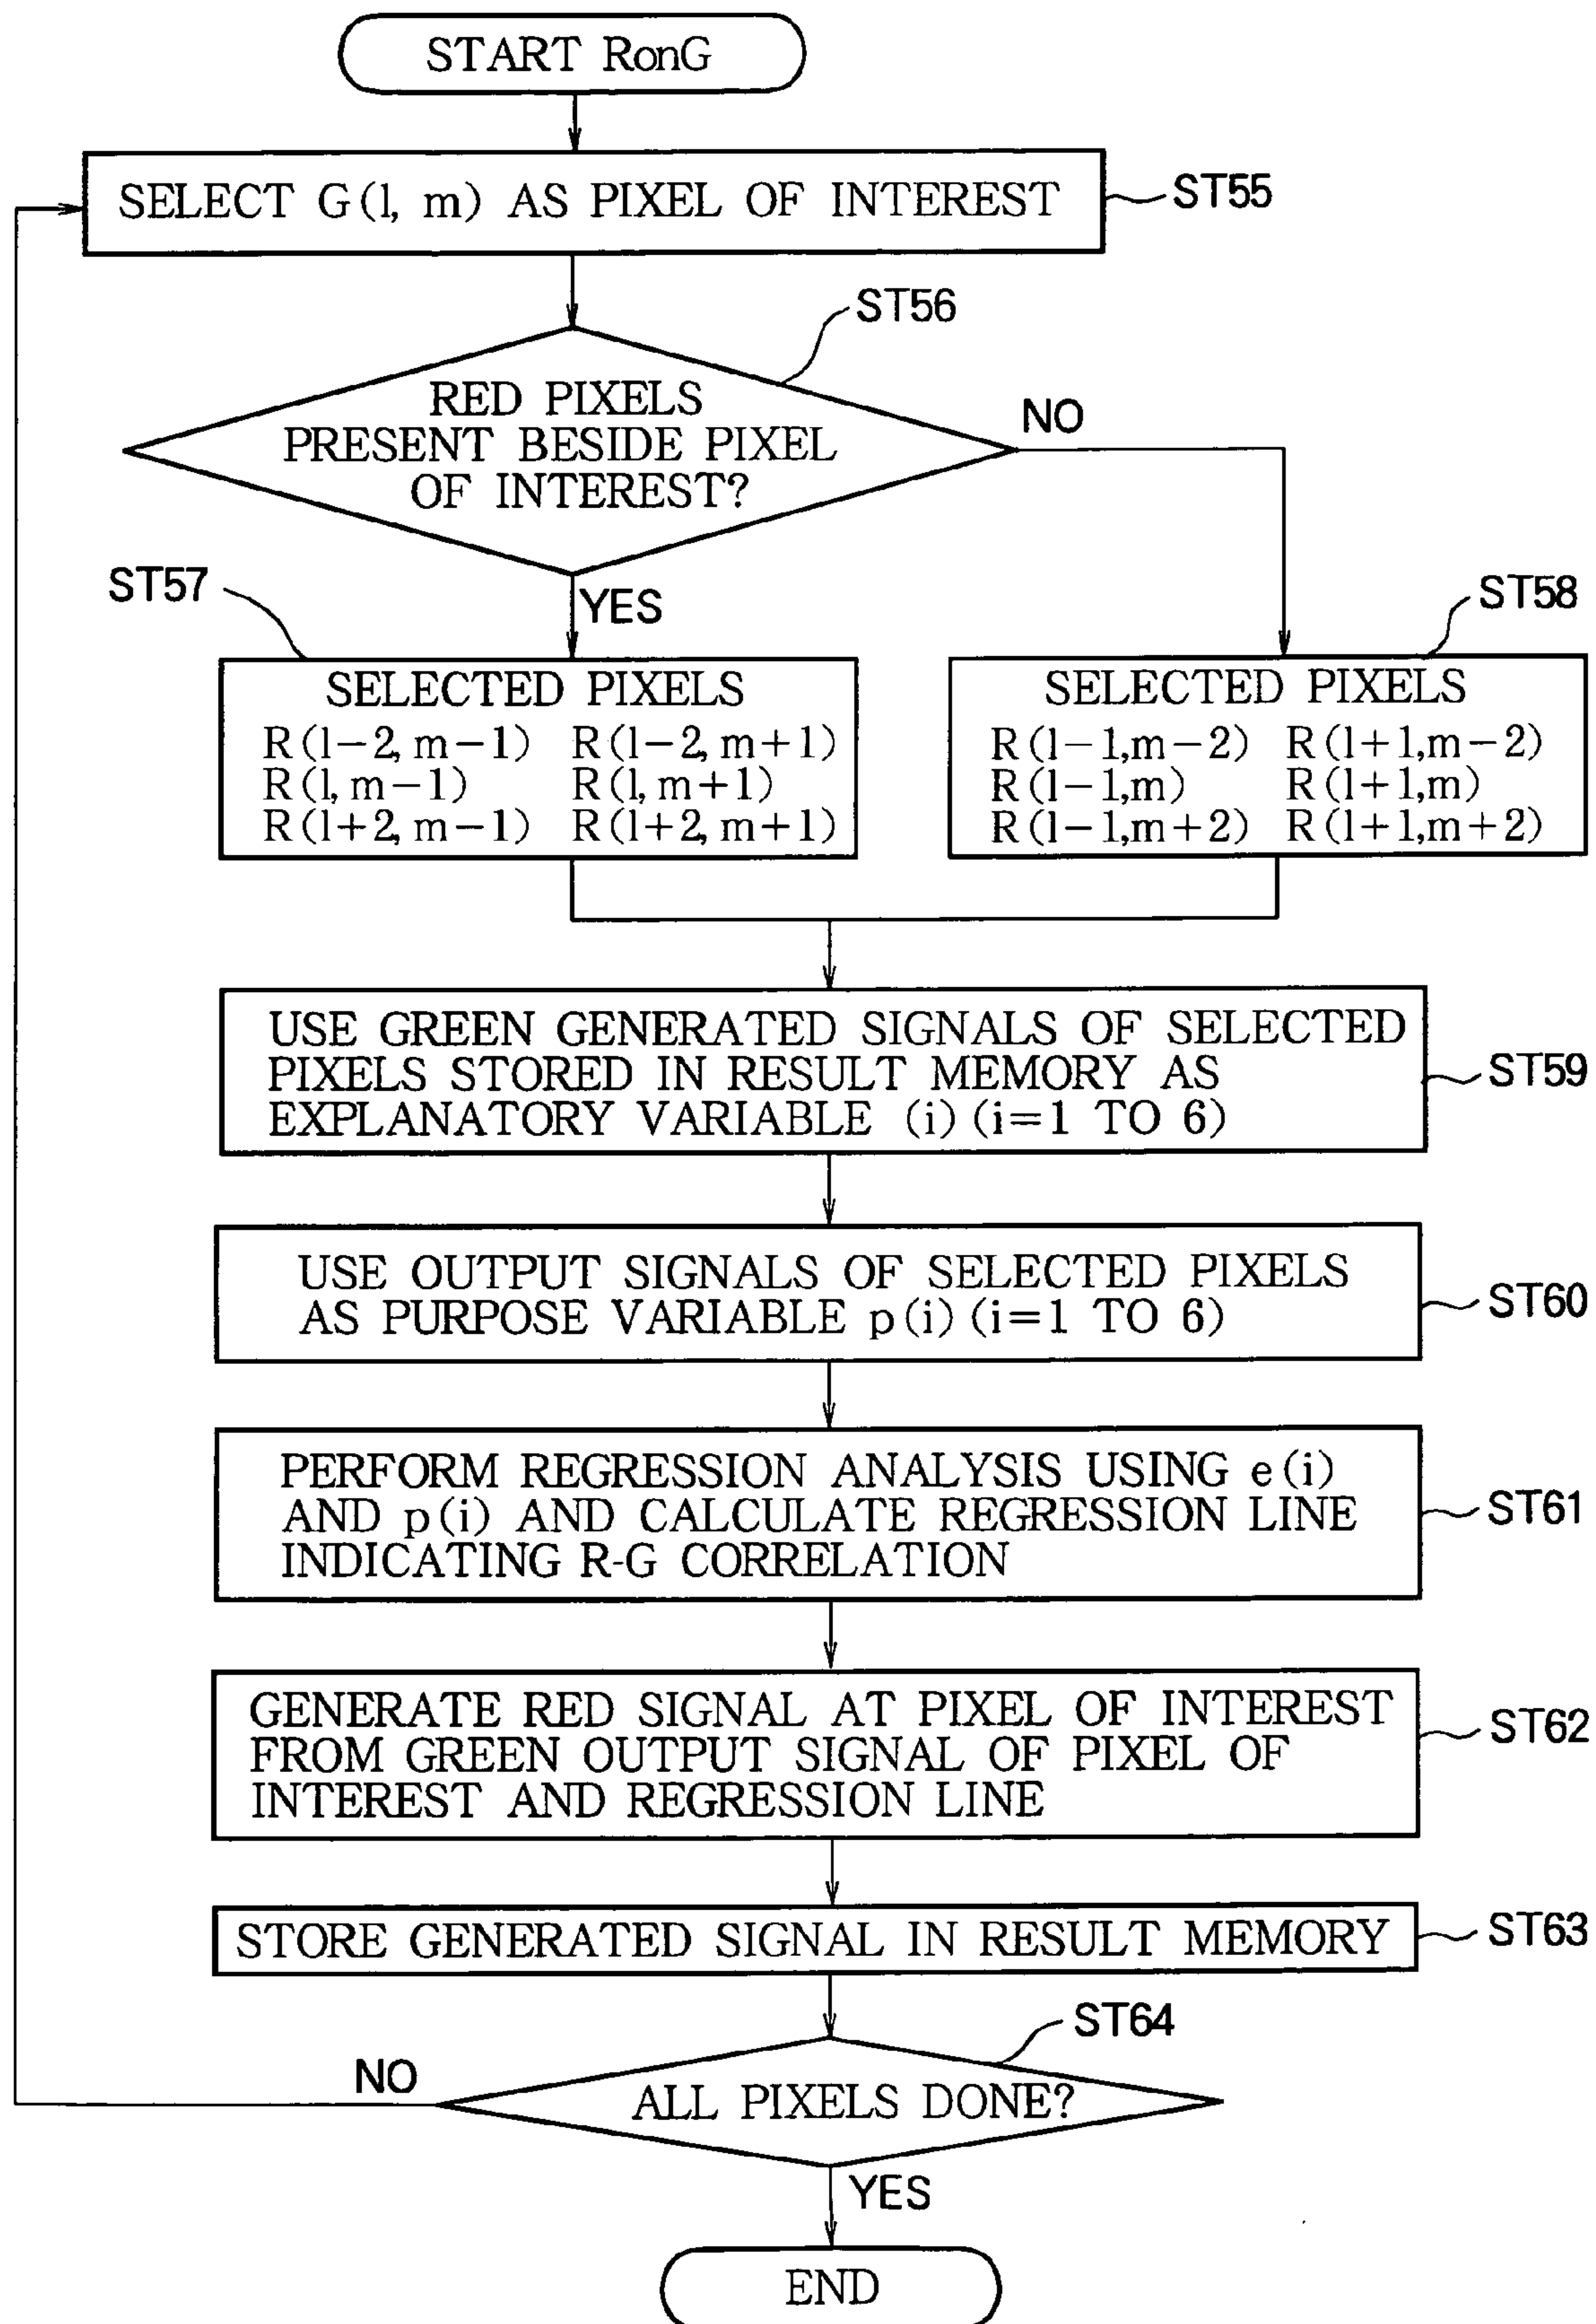 START RonG
SELECT G(l, m) AS PIXEL OF INTEREST
ST55
ST56
RED PIXELS
PRESENT BESIDE PIXEL
OF INTEREST?
NO
YES
ST57
SELECTED PIXELS
R(l-2, m-1) R(l-2, m+1)
R(l, m-1) R(l, m+1)
R(l+2, m-1) R(l+2, m+1)
ST58
SELECTED PIXELS
R(l-1,m-2) R(l+1,m-2)
R(l-1,m) R(l+1,m)
R(l-1,m+2) R(l+1,m+2)
USE GREEN GENERATED SIGNALS OF SELECTED
PIXELS STORED IN RESULT MEMORY AS
EXPLANATORY VARIABLE (i) (i=1 TO 6)
ST59
USE OUTPUT SIGNALS OF SELECTED PIXELS
AS PURPOSE VARIABLE p(i) (i=1 TO 6)
ST60
PERFORM REGRESSION ANALYSIS USING e(i)
AND p(i) AND CALCULATE REGRESSION LINE
INDICATING R-G CORRELATION
ST61
GENERATE RED SIGNAL AT PIXEL OF INTEREST
FROM GREEN OUTPUT SIGNAL OF PIXEL OF
INTEREST AND REGRESSION LINE
ST62
STORE GENERATED SIGNAL IN RESULT MEMORY
ST63
ST64
ALL PIXELS DONE?
NO
YES
END